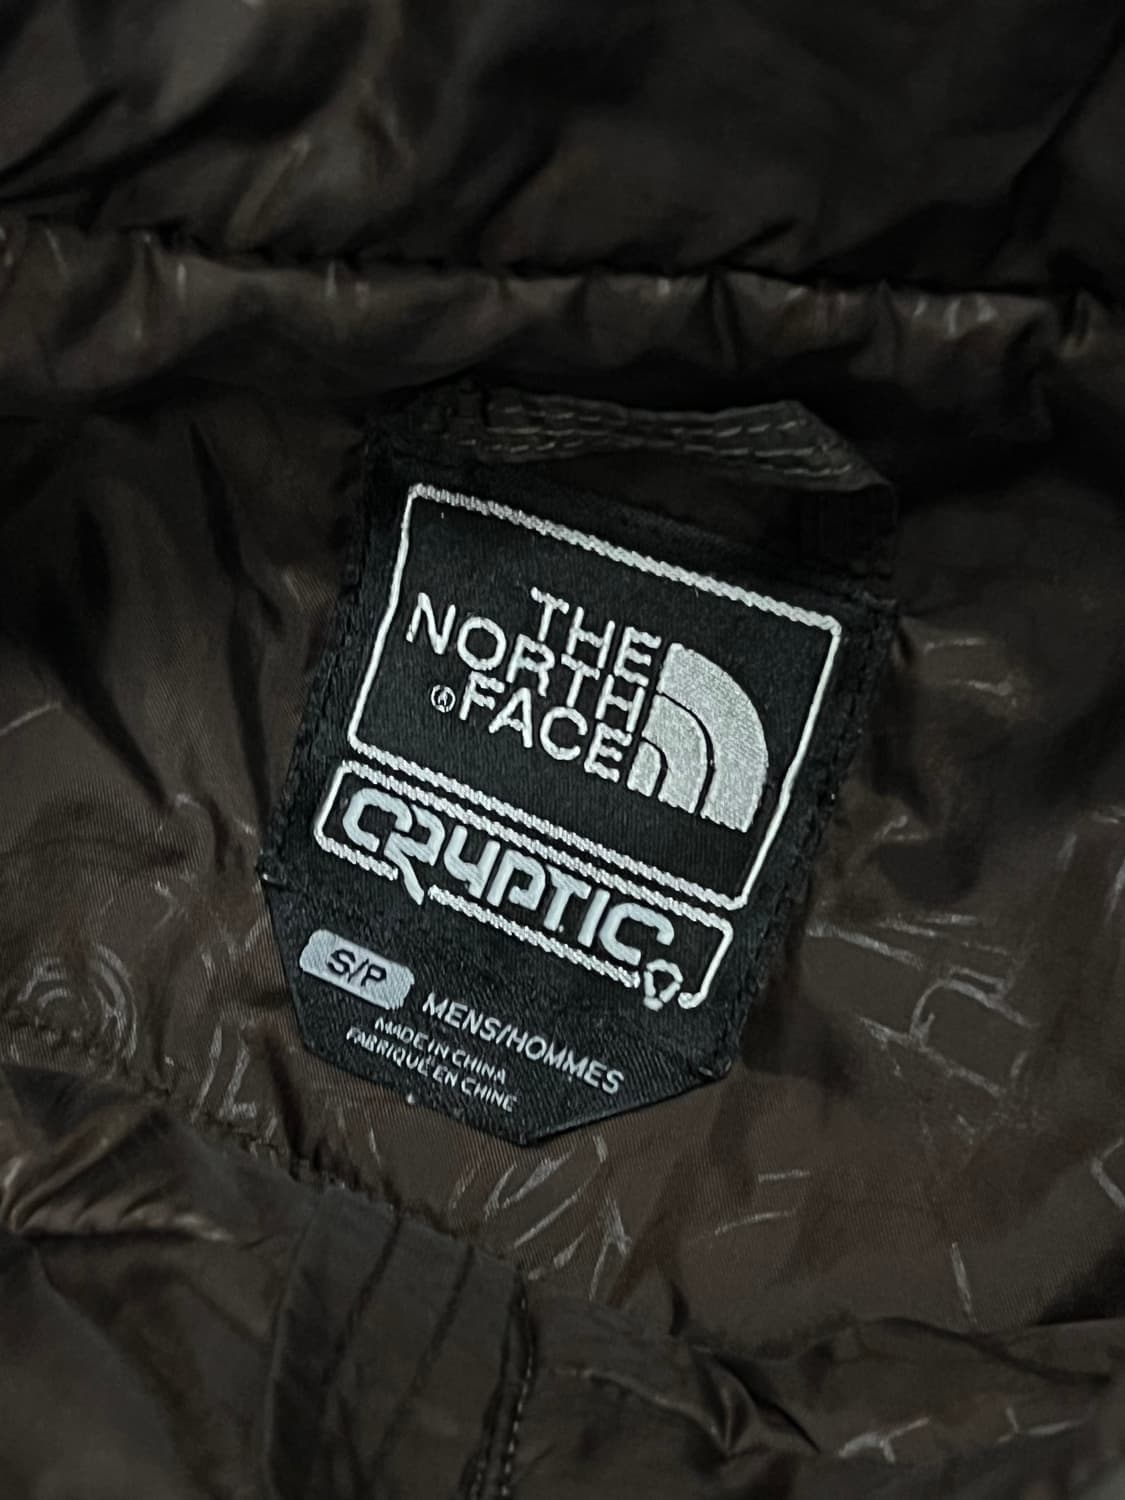 THE
NORTH
®FACE
CRYPTIC
S/P
MENS/HOMMES
MADE IN CHINA
FABRIQUÉ EN CHINE